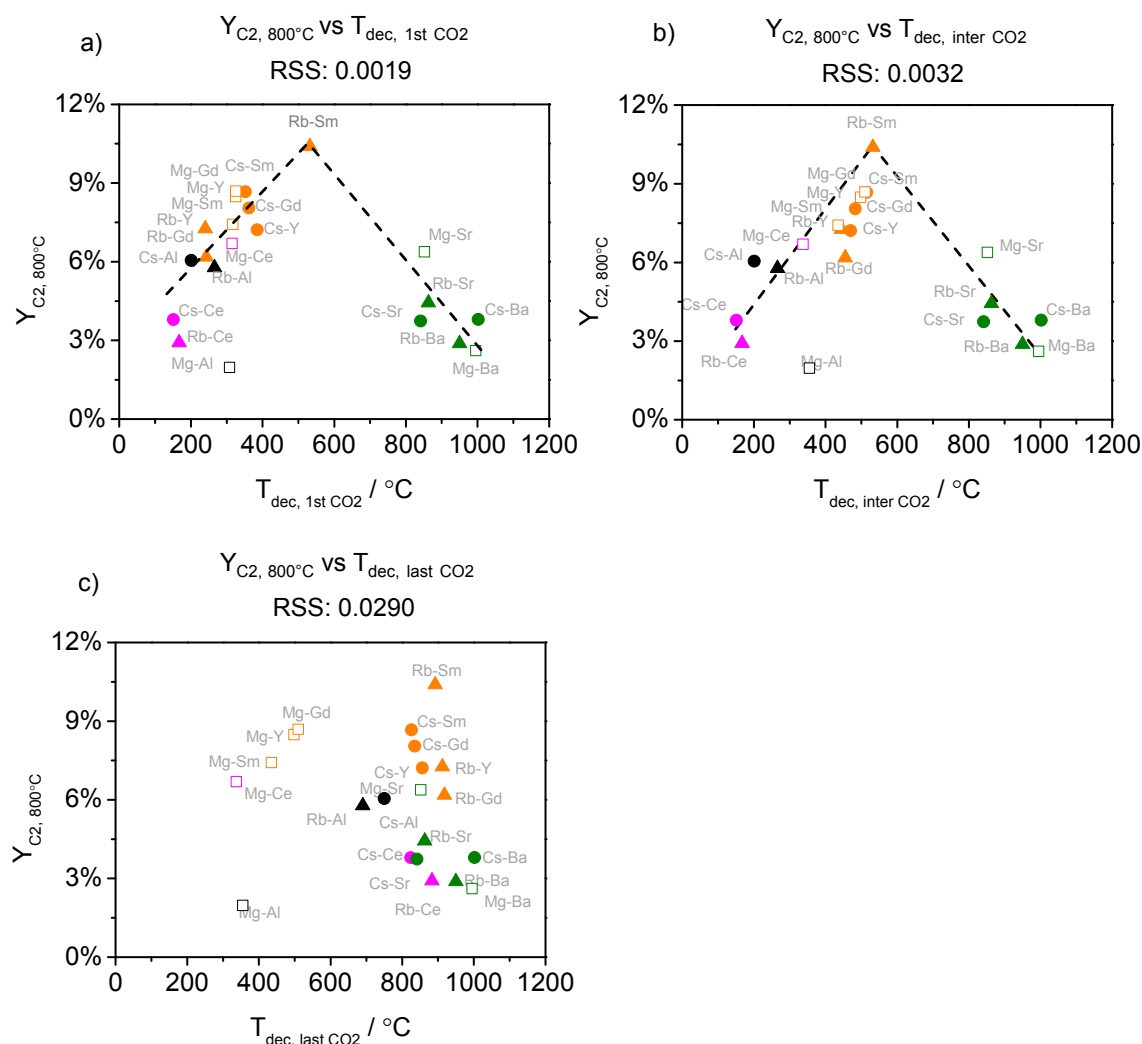 a)
Y_C2, 800°C vs T_dec, 1st CO2
RSS: 0.0019
12%
9%
6%
3%
0%
Y_C2, 800°C
Rb-Sm
Mg-Gd
Cs-Sm
Mg-Y
Mg-Sm
Cs-Gd
Rb-Y
Cs-Y
Rb-Gd
Cs-Al
Mg-Ce
Rb-Al
Mg-Sr
Rb-Sr
Cs-Ce
Cs-Sr
Cs-Ba
Rb-Ce
Rb-Ba
Mg-Al
Mg-Ba
0 200 400 600 800 1000 1200
T_dec, 1st CO2 / °C
b)
Y_C2, 800°C vs T_dec, inter CO2
RSS: 0.0032
12%
9%
6%
3%
0%
Y_C2, 800°C
Rb-Sm
Mg-Gd
Cs-Sm
Mg-Y
Mg-Sm
Cs-Gd
Rb-Y
Cs-Y
Mg-Ce
Cs-Al
Rb-Gd
Rb-Al
Mg-Sr
Rb-Sr
Cs-Ce
Cs-Sr
Cs-Ba
Rb-Ce
Mg-Al
Rb-Ba
Mg-Ba
0 200 400 600 800 1000 1200
T_dec, inter CO2 / °C
c)
Y_C2, 800°C vs T_dec, last CO2
RSS: 0.0290
12%
9%
6%
3%
0%
Y_C2, 800°C
Rb-Sm
Mg-Gd
Cs-Sm
Mg-Y
Cs-Gd
Mg-Sm
Cs-Y
Rb-Y
Mg-Ce
Mg-Sr
Rb-Gd
Rb-Al
Cs-Al
Rb-Sr
Cs-Ce
Cs-Ba
Cs-Sr
Rb-Ba
Rb-Ce
Mg-Ba
Mg-Al
0 200 400 600 800 1000 1200
T_dec, last CO2 / °C